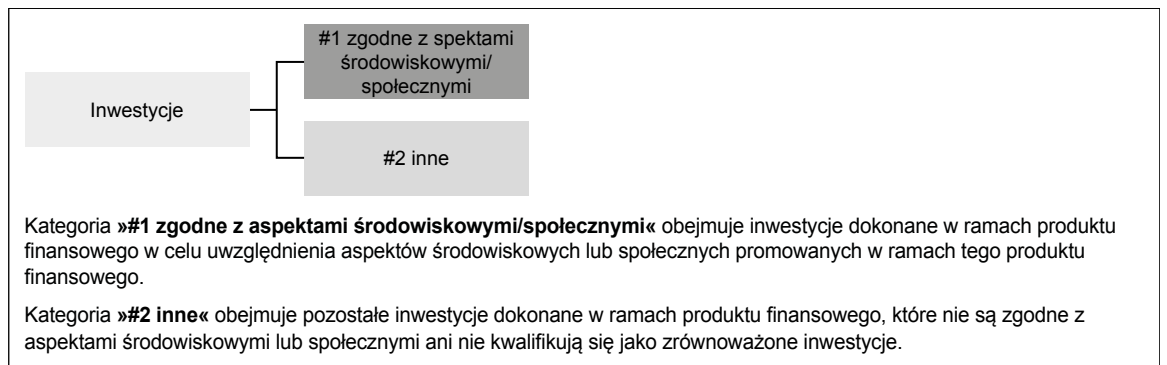 #1 zgodne z spektami
środowiskowymi/
społecznymi
Inwestycje
#2 inne
Kategoria »#1 zgodne z aspektami środowiskowymi/społecznymi« obejmuje inwestycje dokonane w ramach produktu
finansowego w celu uwzględnienia aspektów środowiskowych lub społecznych promowanych w ramach tego produktu
finansowego.
Kategoria »#2 inne« obejmuje pozostałe inwestycje dokonane w ramach produktu finansowego, które nie są zgodne z
aspektami środowiskowymi lub społecznymi ani nie kwalifikują się jako zrównoważone inwestycje.